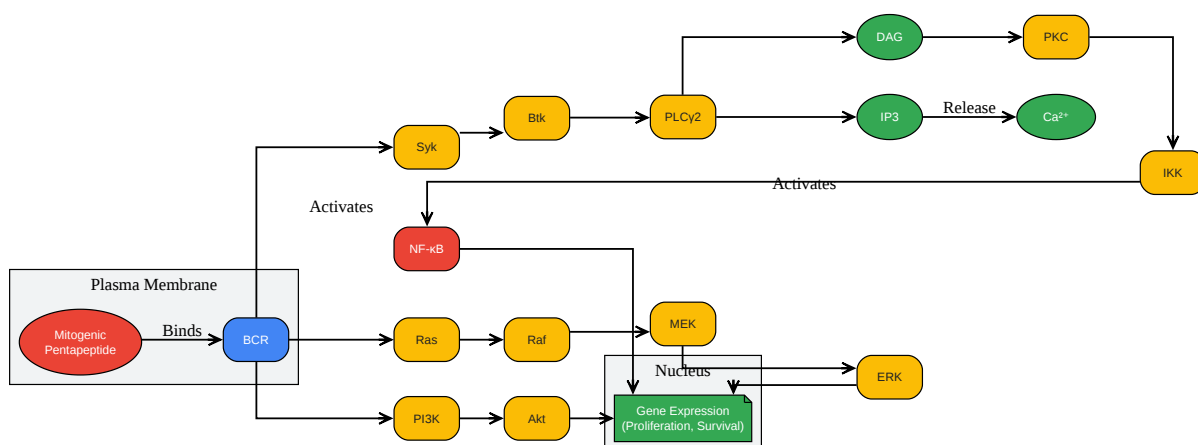 DAG
PKC
Btk
PLCγ2
IP3
Release
Ca²⁺
Syk
IKK
Activates
Activates
NF-κB
Plasma Membrane
Mitogenic
Pentapeptide
Binds
BCR
Ras
Raf
MEK
Nucleus
ERK
PI3K
Akt
Gene Expression
(Proliferation, Survival)